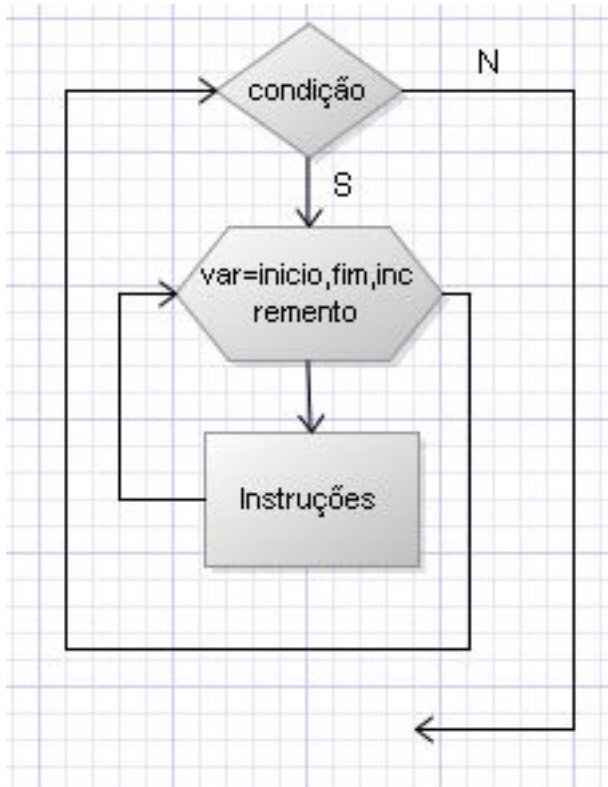 condição
N
S
var=inicio,fim,inc
remento
Instruções